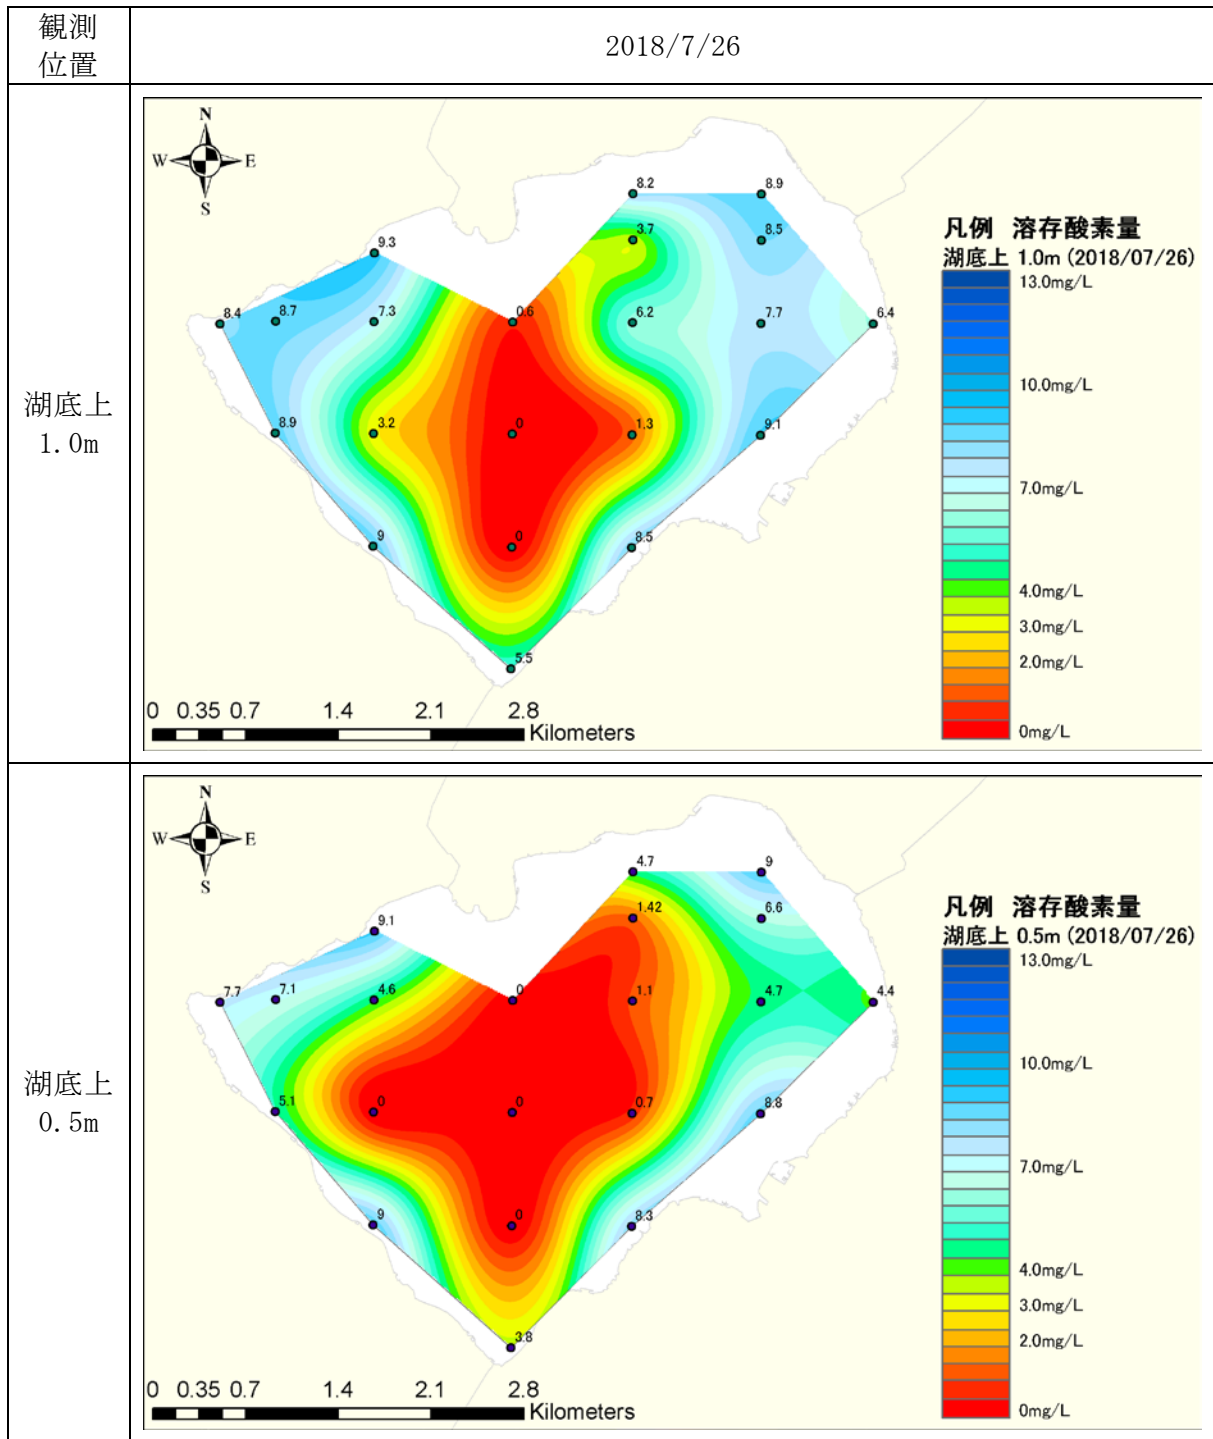 観測
位置
2018/7/26
湖底上
1.0m
N
W E
S
8.2
8.9
3.7
8.5
9.3
8.4
8.7
7.3
0.6
6.2
7.7
6.4
8.9
3.2
0
1.3
9.1
9
0
8.5
5.5
凡例 溶存酸素量
湖底上 1.0m (2018/07/26)
13.0mg/L
10.0mg/L
7.0mg/L
4.0mg/L
3.0mg/L
2.0mg/L
0mg/L
0 0.35 0.7 1.4 2.1 2.8
Kilometers
湖底上
0.5m
N
W E
S
4.7
9
1.42
6.6
9.1
7.7
7.1
4.6
0
1.1
4.7
4.4
5.1
0
0
0.7
8.8
9
0
8.3
3.8
凡例 溶存酸素量
湖底上 0.5m (2018/07/26)
13.0mg/L
10.0mg/L
7.0mg/L
4.0mg/L
3.0mg/L
2.0mg/L
0mg/L
0 0.35 0.7 1.4 2.1 2.8
Kilometers